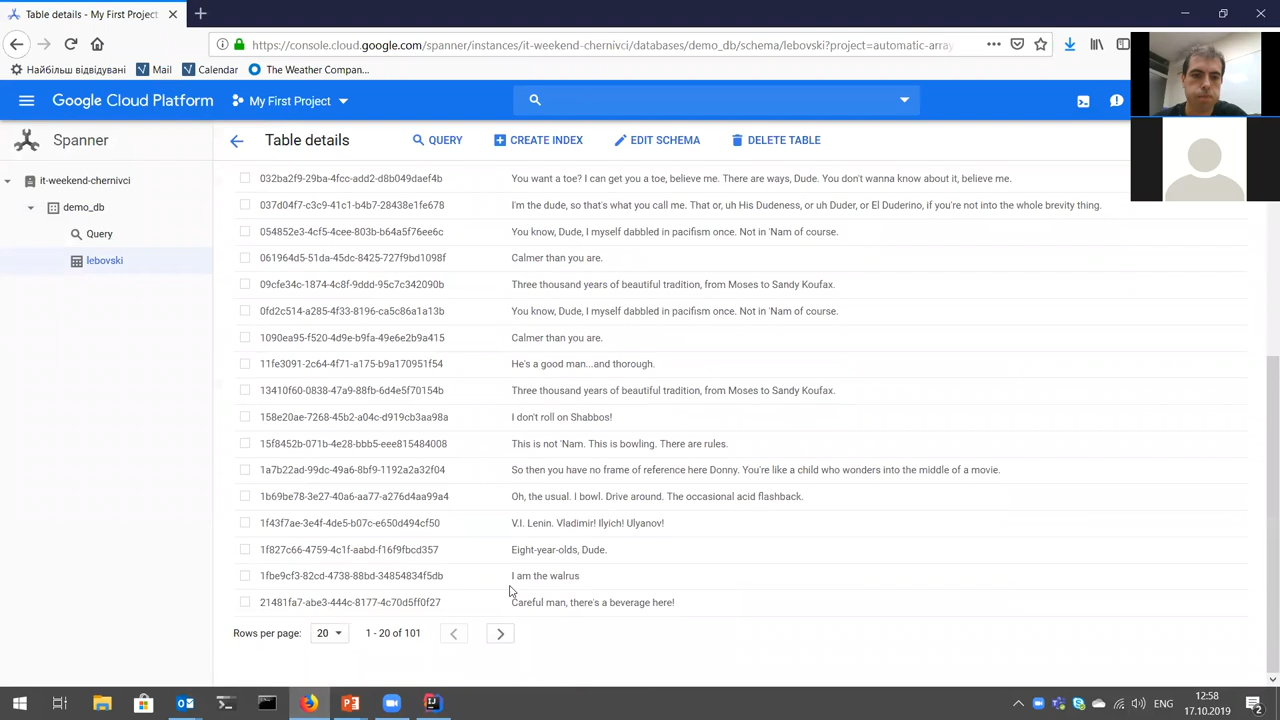 Table details - My First Project
https://console.cloud.google.com/spanner/instances/it-weekend-chernivci/databases/demo_db/schema/lebovski?project=automatic-array
Найбільш відвідувані Mail Calendar The Weather Compan...
Google Cloud Platform My First Project
Spanner Table details QUERY CREATE INDEX EDIT SCHEMA DELETE TABLE
it-weekend-chernivci
demo_db
Query
lebovski
032ba2f9-29ba-4fcc-add2-d8b049daef4b You want a toe? I can get you a toe, believe me. There are ways, Dude. You don't wanna know about it, believe me.
037d04f7-c3c9-41c1-b4b7-28438e1fe678 I'm the dude, so that's what you call me. That or, uh His Dudeness, or uh Duder, or El Duderino, if you're not into the whole brevity thing.
054852e3-4cf5-4cee-803b-b64a5f76ee6c You know, Dude, I myself dabbled in pacifism once. Not in 'Nam of course.
061964d5-51da-45dc-8425-727f9bd1098f Calmer than you are.
09cfe34c-1874-4c8f-9ddd-95c7c342090b Three thousand years of beautiful tradition, from Moses to Sandy Koufax.
0fd2c514-a285-4f33-8196-ca5c86a1a13b You know, Dude, I myself dabbled in pacifism once. Not in 'Nam of course.
1090ea95-f520-4d9e-b9fa-49e6e2b9a415 Calmer than you are.
11fe3091-2c64-4f71-a175-b9a170951f54 He's a good man...and thorough.
13410f60-0838-47a9-88fb-6d4e5f70154b Three thousand years of beautiful tradition, from Moses to Sandy Koufax.
158e20ae-7268-45b2-a04c-d919cb3aa98a I don't roll on Shabbos!
15f8452b-071b-4e28-bbb5-eee815484008 This is not 'Nam. This is bowling. There are rules.
1a7b22ad-99dc-49a6-8bf9-1192a2a32f04 So then you have no frame of reference here Donny. You're like a child who wonders into the middle of a movie.
1b69be78-3e27-40a6-aa77-a276d4aa99a4 Oh, the usual. I bowl. Drive around. The occasional acid flashback.
1f43f7ae-3e4f-4de5-b07c-e650d494cf50 V.I. Lenin. Vladimir! Ilyich! Ulyanov!
1f827c66-4759-4c1f-aabd-f16f9fbcd357 Eight-year-olds, Dude.
1fbe9cf3-82cd-4738-88bd-34854834f5db I am the walrus
21481fa7-abe3-444c-8177-4c70d5ff0f27 Careful man, there's a beverage here!
Rows per page: 20 1 - 20 of 101
ENG 12:58
17.10.2019 2